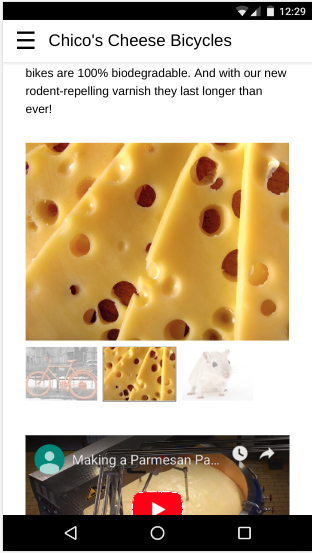 12:29
Chico's Cheese Bicycles
bikes are 100% biodegradable. And with our new
rodent-repelling varnish they last longer than
ever!
Making a Parmesan Pa...